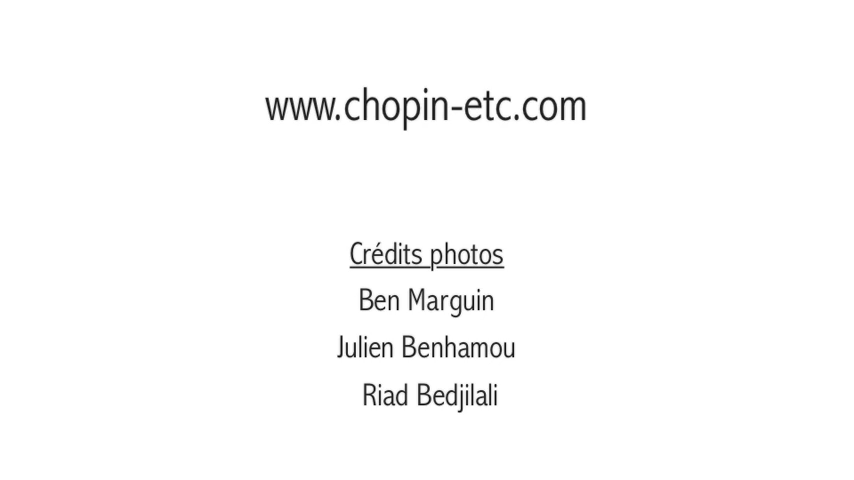 www.chopin-etc.com
Crédits photos
Ben Marguin
Julien Benhamou
Riad Bedjilali